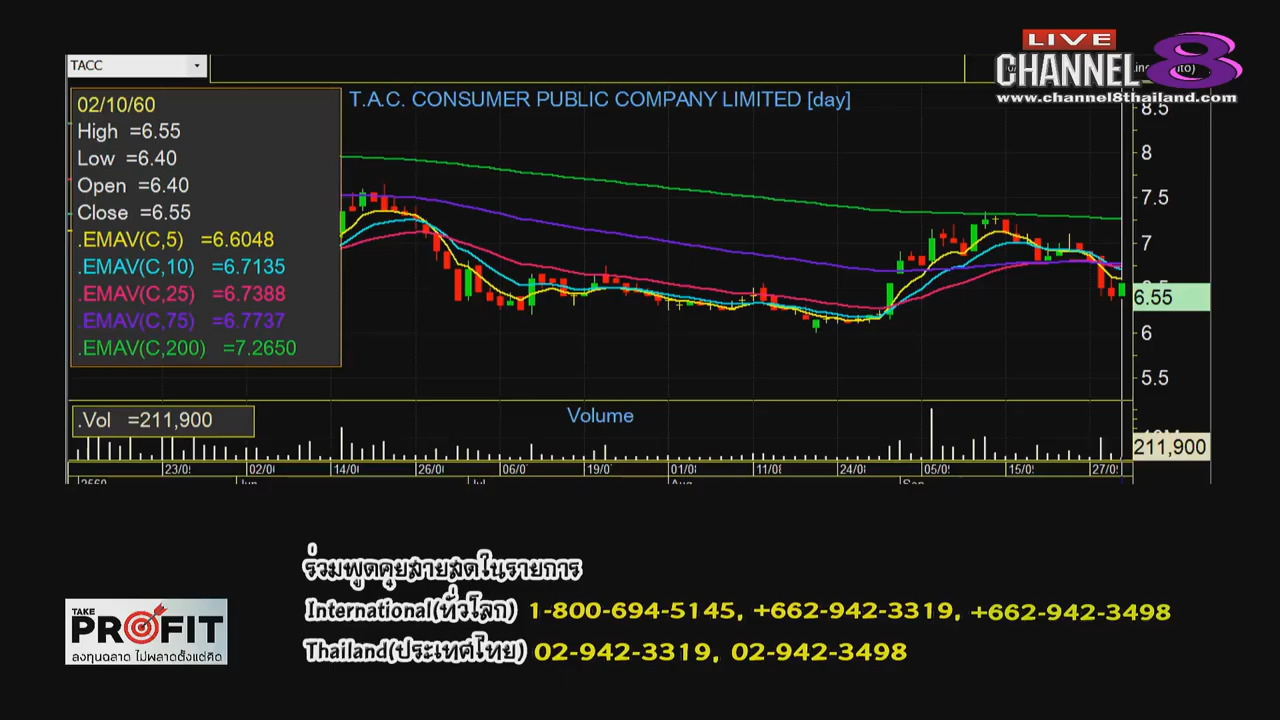 LIVE
CHANNEL 8
www.channel8thailand.com
TACC
T.A.C. CONSUMER PUBLIC COMPANY LIMITED [day]
02/10/60
High =6.55
Low =6.40
Open =6.40
Close =6.55
.EMAV(C,5) =6.6048
.EMAV(C,10) =6.7135
.EMAV(C,25) =6.7388
.EMAV(C,75) =6.7737
.EMAV(C,200) =7.2650
8.5
8
7.5
7
6.55
6
5.5
.Vol =211,900
Volume
211,900
23/0 02/0 14/0 26/0 06/0 19/0 01/0 11/0 24/0 05/0 15/0 27/0
2560 Jun Jul Aug Sep
ร่วมพูดคุยสายสดในรายการ
International(ทั่วโลก) 1-800-694-5145, +662-942-3319, +662-942-3498
Thailand(ประเทศไทย) 02-942-3319, 02-942-3498
TAKE
PROFIT
ลงทุนฉลาด ไม่พลาดตั้งแต่คิด